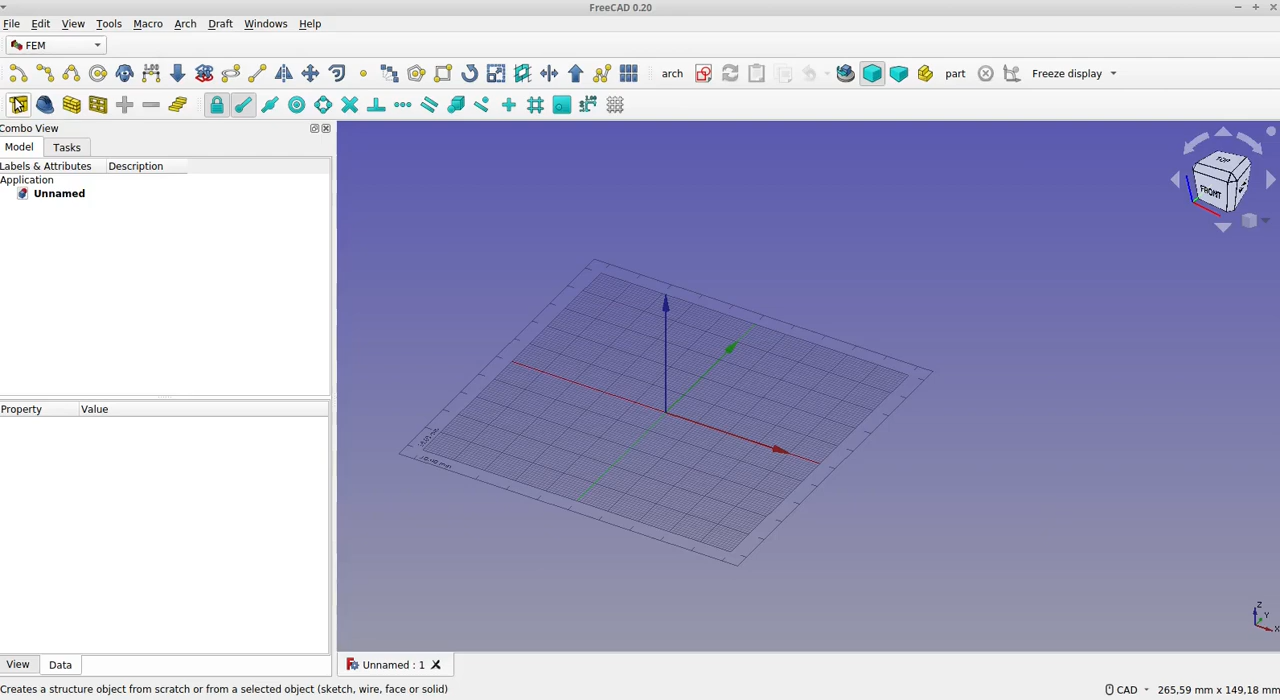 FreeCAD 0.20
File Edit View Tools Macro Arch Draft Windows Help
FEM
arch part Freeze display
Combo View
Model Tasks
Labels & Attributes Description
Application
Unnamed
TOP
FRONT
Property Value
Z
Y
X
View Data
Unnamed : 1
Creates a structure object from scratch or from a selected object (sketch, wire, face or solid)
CAD 265,59 mm x 149,18 mm